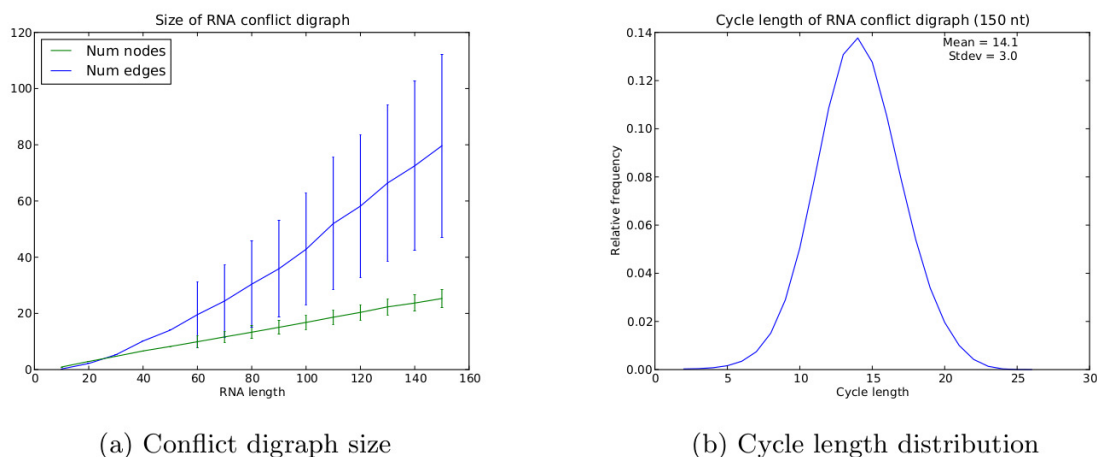 Size of RNA conflict digraph
Num nodes
Num edges
120
100
80
60
40
20
0
0 20 40 60 80 100 120 140 160
RNA length
(a) Conflict digraph size
Cycle length of RNA conflict digraph (150 nt)
Mean = 14.1
Stdev = 3.0
Relative frequency
0.14
0.12
0.10
0.08
0.06
0.04
0.02
0.00
0 5 10 15 20 25 30
Cycle length
(b) Cycle length distribution